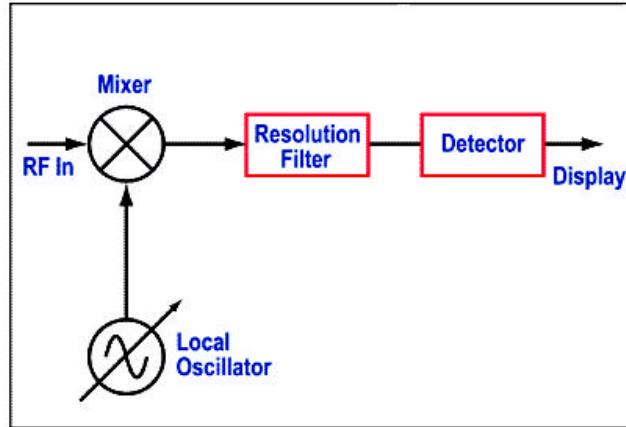 Mixer
RF In
Resolution
Filter
Detector
Display
Local
Oscillator